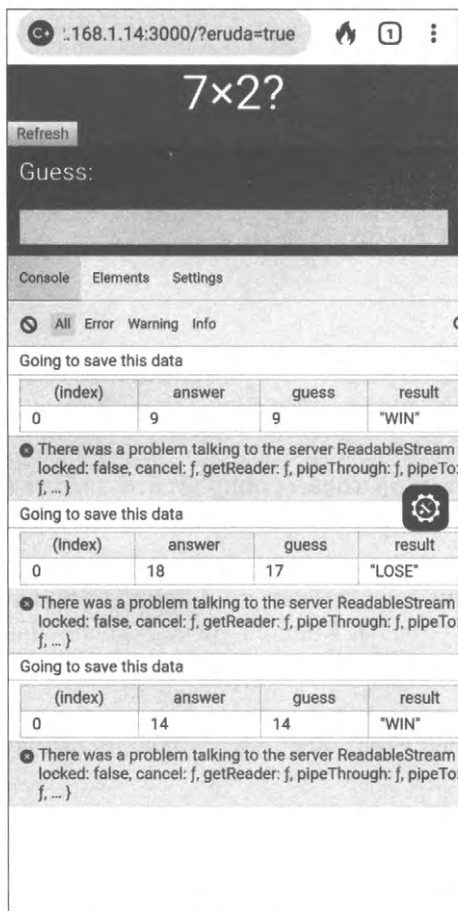 :.168.1.14:3000/?eruda=true 1
7×2?
Refresh
Guess:
Console Elements Settings
All Error Warning Info
Going to save this data
(index) answer guess result
0 9 9 "WIN"
There was a problem talking to the server ReadableStream
locked: false, cancel: ƒ, getReader: ƒ, pipeThrough: ƒ, pipeTo:
ƒ, … }
Going to save this data
(index) answer guess result
0 18 17 "LOSE"
There was a problem talking to the server ReadableStream
locked: false, cancel: ƒ, getReader: ƒ, pipeThrough: ƒ, pipeTo:
ƒ, … }
Going to save this data
(index) answer guess result
0 14 14 "WIN"
There was a problem talking to the server ReadableStream
locked: false, cancel: ƒ, getReader: ƒ, pipeThrough: ƒ, pipeTo:
ƒ, … }